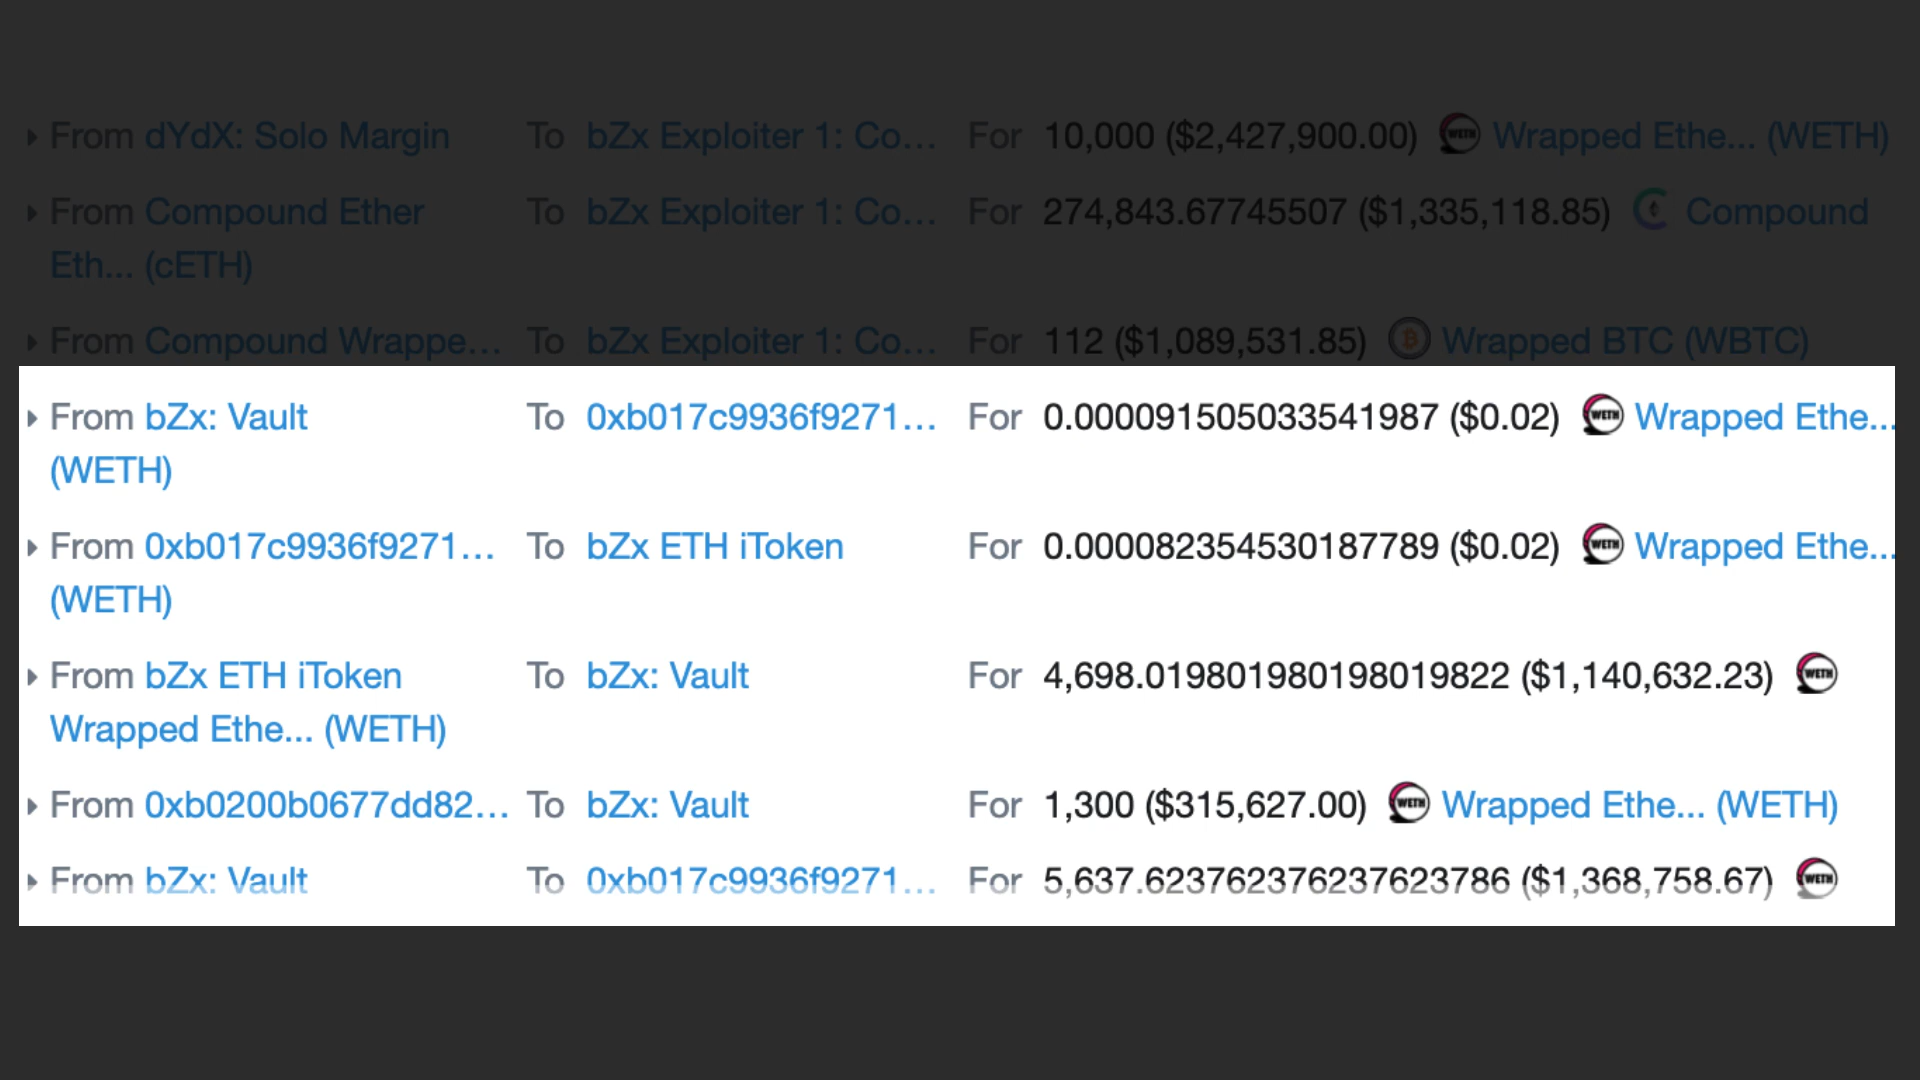 From dYdX: Solo Margin To bZx Exploiter 1: Co... For 10,000 ($2,427,900.00) WETH Wrapped Ethe... (WETH)
From Compound Ether To bZx Exploiter 1: Co... For 274,843.67745507 ($1,335,118.85) Compound
Eth... (cETH)
From Compound Wrappe... To bZx Exploiter 1: Co... For 112 ($1,089,531.85) Wrapped BTC (WBTC)
From bZx: Vault To 0xb017c9936f9271... For 0.000091505033541987 ($0.02) WETH Wrapped Ethe...
(WETH)
From 0xb017c9936f9271... To bZx ETH iToken For 0.000082354530187789 ($0.02) WETH Wrapped Ethe...
(WETH)
From bZx ETH iToken To bZx: Vault For 4,698.019801980198019822 ($1,140,632.23) WETH
Wrapped Ethe... (WETH)
From 0xb0200b0677dd82... To bZx: Vault For 1,300 ($315,627.00) WETH Wrapped Ethe... (WETH)
From bZx: Vault To 0xb017c9936f9271... For 5,637.623762376237623786 ($1,368,758.67) WETH